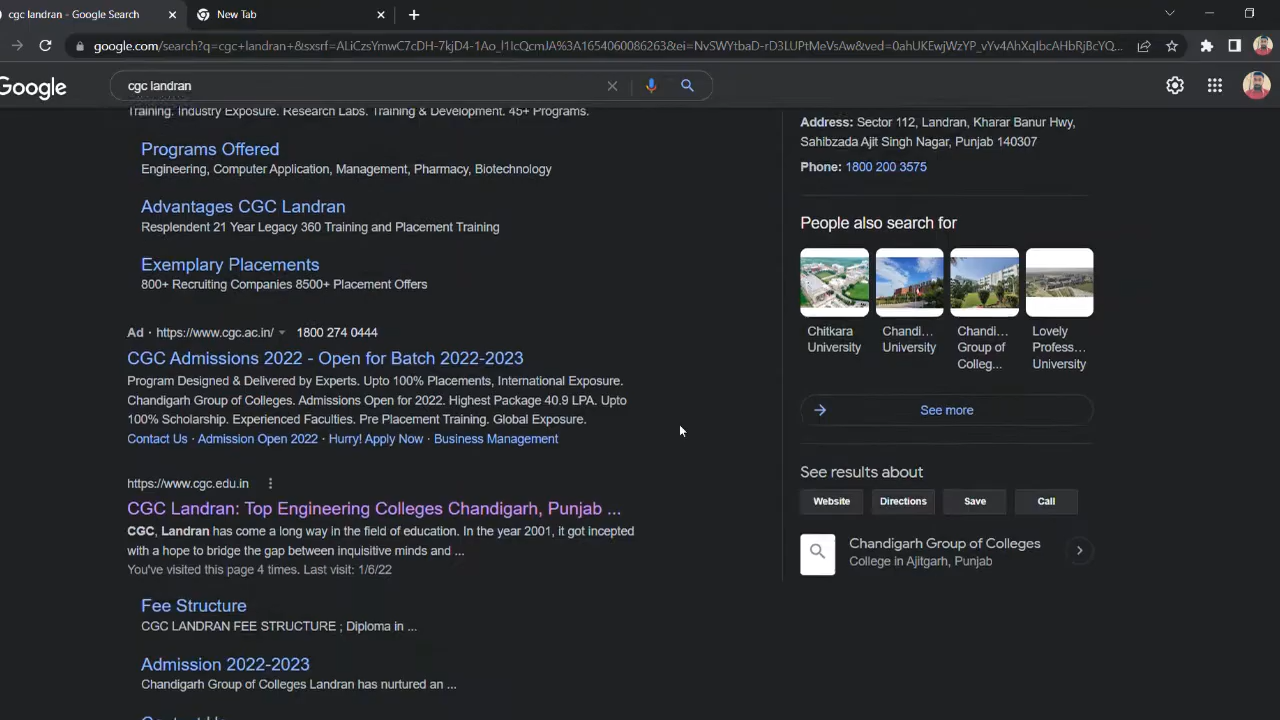 cgc landran - Google Search
New Tab
google.com/search?q=cgc+landran+&sxsrf=ALiCzsYmwC7cDH-7kjD4-1Ao_l1IcQcmJA%3A1654060086263&ei=NvSWYtbaD-rD3LUPtMeVsAw&ved=0ahUKEwjWzYP_vYv4AhXqIbcAHbRjBcYQ...
Google
cgc landran
Training. Industry Exposure. Research Labs. Training & Development. 45+ Programs.
Programs Offered
Engineering, Computer Application, Management, Pharmacy, Biotechnology
Advantages CGC Landran
Resplendent 21 Year Legacy 360 Training and Placement Training
Exemplary Placements
800+ Recruiting Companies 8500+ Placement Offers
Ad · https://www.cgc.ac.in/ 1800 274 0444
CGC Admissions 2022 - Open for Batch 2022-2023
Program Designed & Delivered by Experts. Upto 100% Placements, International Exposure.
Chandigarh Group of Colleges. Admissions Open for 2022. Highest Package 40.9 LPA. Upto
100% Scholarship. Experienced Faculties. Pre Placement Training. Global Exposure.
Contact Us · Admission Open 2022 · Hurry! Apply Now · Business Management
https://www.cgc.edu.in
CGC Landran: Top Engineering Colleges Chandigarh, Punjab ...
CGC, Landran has come a long way in the field of education. In the year 2001, it got incepted
with a hope to bridge the gap between inquisitive minds and ...
You've visited this page 4 times. Last visit: 1/6/22
Fee Structure
CGC LANDRAN FEE STRUCTURE ; Diploma in ...
Admission 2022-2023
Chandigarh Group of Colleges Landran has nurtured an ...
Contact Us
Address: Sector 112, Landran, Kharar Banur Hwy,
Sahibzada Ajit Singh Nagar, Punjab 140307
Phone: 1800 200 3575
People also search for
Chitkara
University
Chandi...
University
Chandi...
Group of
Colleg...
Lovely
Profess...
University
See more
See results about
Website
Directions
Save
Call
Chandigarh Group of Colleges
College in Ajitgarh, Punjab